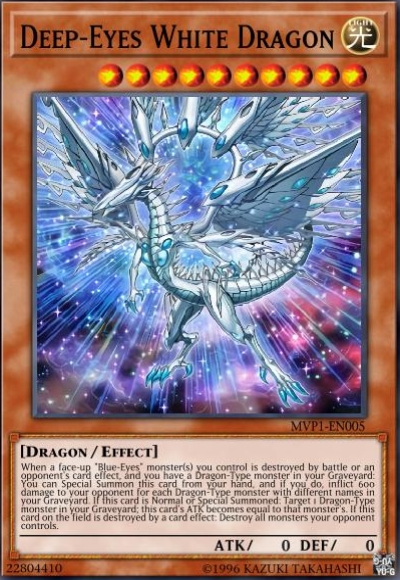 DEEP-EYES WHITE DRAGON
LIGHT
光
MVP1-EN005
[DRAGON / EFFECT]
When a face-up "Blue-Eyes" monster(s) you control is destroyed by battle or an
opponent's card effect, and you have a Dragon-Type monster in your Graveyard:
You can Special Summon this card from your hand, and if you do, inflict 600
damage to your opponent for each Dragon-Type monster with different names in
your Graveyard. If this card is Normal or Special Summoned: Target 1 Dragon-Type
monster in your Graveyard; this card's ATK becomes equal to that monster's. If this
card on the field is destroyed by a card effect: Destroy all monsters your opponent
controls.
ATK/ 0 DEF/ 0
22804410
©1996 KAZUKI TAKAHASHI